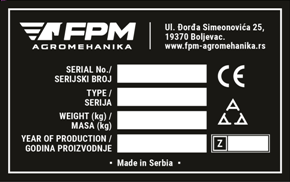 FPM
AGROMEHANIKA
Ul. Đorđa Simeonovića 25,
19370 Boljevac.
www.fpm-agromehanika.rs
SERIAL No./
SERIJSKI BROJ
TYPE /
SERIJA
WEIGHT (kg) /
MASA (kg)
YEAR OF PRODUCTION /
GODINA PROIZVODNJE
CE
Z
• Made in Serbia •